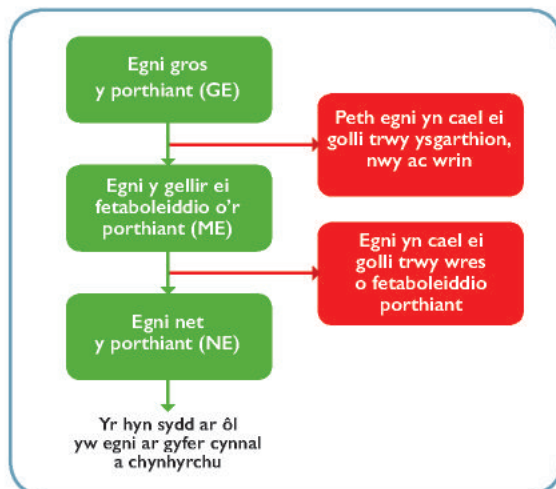 Egni gros
y porthiant (GE)
Peth egni yn cael ei
golli trwy ysgarthion,
nwy ac wrin
Egni y gellir ei
fetaboleiddio o'r
porthiant (ME)
Egni yn cael ei
golli trwy wres
o fetaboleiddio
porthiant
Egni net
y porthiant (NE)
Yr hyn sydd ar ôl
yw egni ar gyfer cynnal
a chynhyrchu